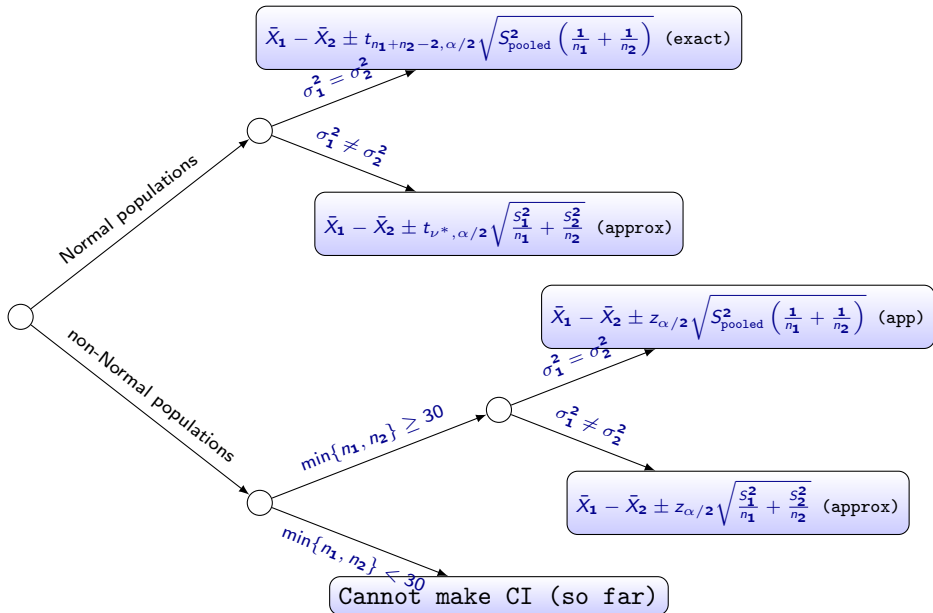 X̄₁ − X̄₂ ± t_{n₁+n₂−2, α/2} √(S²_pooled (1/n₁ + 1/n₂)) (exact)
σ₁² = σ₂²
σ₁² ≠ σ₂²
Normal populations
X̄₁ − X̄₂ ± t_{ν*, α/2} √(S₁²/n₁ + S₂²/n₂) (approx)
non-Normal populations
X̄₁ − X̄₂ ± z_{α/2} √(S²_pooled (1/n₁ + 1/n₂)) (app)
σ₁² = σ₂²
min{n₁, n₂} ≥ 30
σ₁² ≠ σ₂²
X̄₁ − X̄₂ ± z_{α/2} √(S₁²/n₁ + S₂²/n₂) (approx)
min{n₁, n₂} < 30
Cannot make CI (so far)